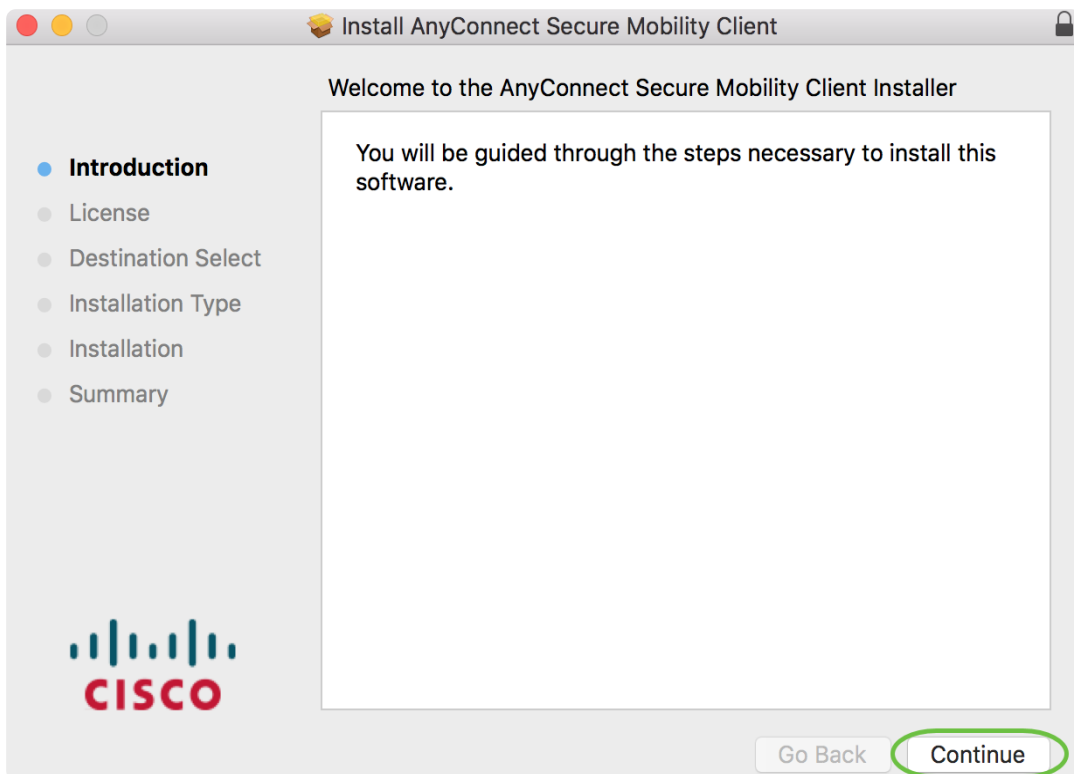 Install AnyConnect Secure Mobility Client
Welcome to the AnyConnect Secure Mobility Client Installer
Introduction
License
Destination Select
Installation Type
Installation
Summary
You will be guided through the steps necessary to install this
software.
CISCO
Go Back
Continue